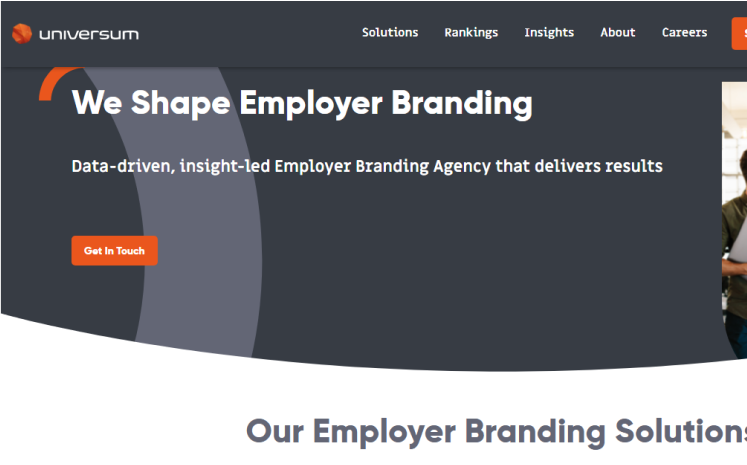 universum
Solutions Rankings Insights About Careers
We Shape Employer Branding
Data-driven, insight-led Employer Branding Agency that delivers results
Get In Touch
Our Employer Branding Solutions